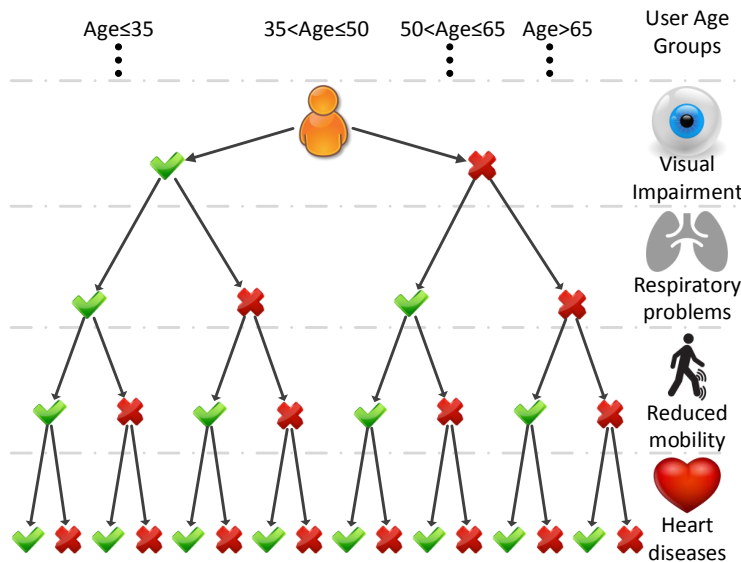 Age≤35
35<Age≤50
50<Age≤65
Age>65
User Age
Groups
Visual
Impairment
Respiratory
problems
Reduced
mobility
Heart
diseases